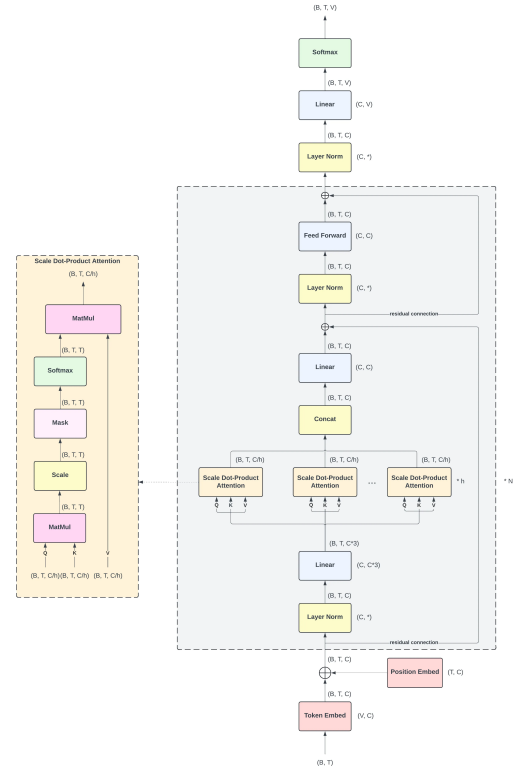 (B, T, V)
Softmax
(B, T, V)
Linear
(C, V)
(B, T, C)
Layer Norm
(C, *)
(B, T, C)
Feed Forward
(C, C)
(B, T, C)
Layer Norm
(C, *)
residual connection
(B, T, C)
Linear
(C, C)
(B, T, C)
Concat
(B, T, C/h)
(B, T, C/h)
(B, T, C/h)
Scale Dot-Product
Attention
Scale Dot-Product
Attention
...
Scale Dot-Product
Attention
* h
* N
Q K V
Q K V
Q K V
(B, T, C*3)
Linear
(C, C*3)
(B, T, C)
Layer Norm
(C, *)
residual connection
(B, T, C)
Position Embed
(T, C)
(B, T, C)
Token Embed
(V, C)
(B, T)
Scale Dot-Product Attention
(B, T, C/h)
MatMul
(B, T, T)
Softmax
(B, T, T)
Mask
(B, T, T)
Scale
(B, T, T)
MatMul
Q K V
(B, T, C/h) (B, T, C/h) (B, T, C/h)